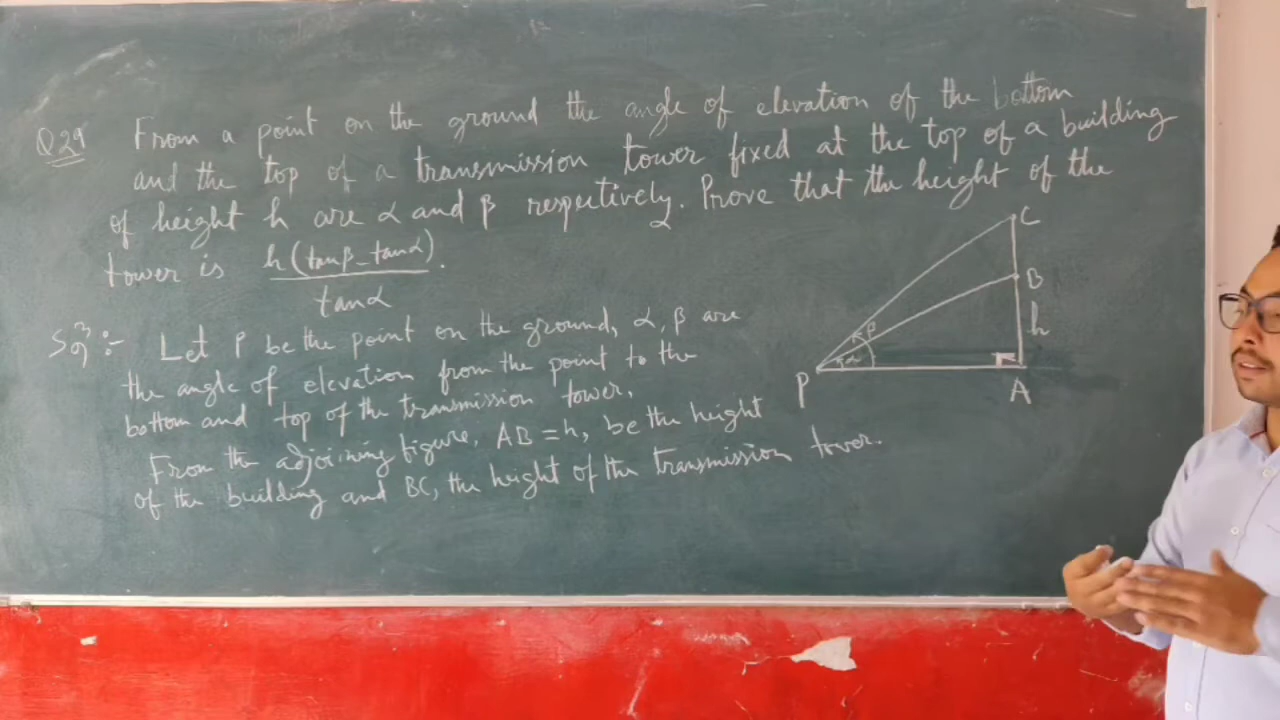 Q29 From a point on the ground the angle of elevation of the bottom
and the top of a transmission tower fixed at the top of a building
of height h are α and β respectively. Prove that the height of the
tower is h(tanβ - tanα)
tanα
Solⁿ:- Let P be the point on the ground, α, β are
the angle of elevation from the point to the
bottom and top of the transmission tower.
From the adjoining figure, AB = h, be the height
of the building and BC, the height of the transmission tower.
C
B
h
β
α
P
A